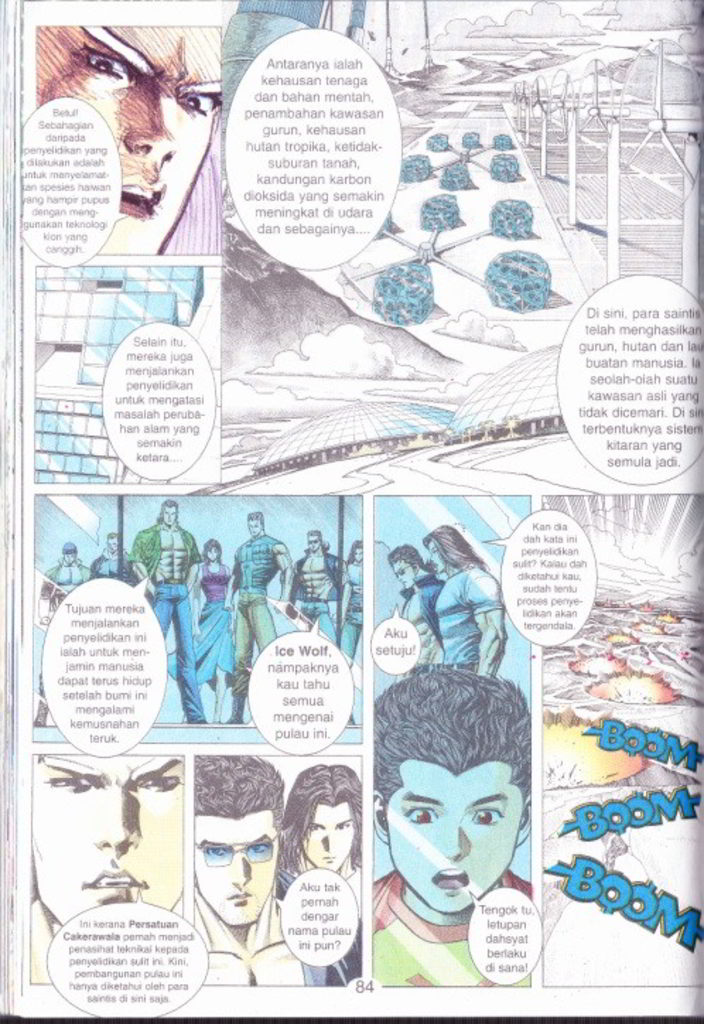 Betul!
Sebahagian
daripada
penyelidikan yang
dilakukan adalah
untuk menyelamat-
kan spesies haiwan
yang hampir pupus
dengan meng-
gunakan teknologi
klon yang
canggih.
Antaranya ialah
kehausan tenaga
dan bahan mentah,
penambahan kawasan
gurun, kehausan
hutan tropika, ketidak-
suburan tanah,
kandungan karbon
dioksida yang semakin
meningkat di udara
dan sebagainya....
Selain itu,
mereka juga
menjalankan
penyelidikan
untuk mengatasi
masalah peruba-
han alam yang
semakin
ketara....
Di sini, para saintis
telah menghasilkan
gurun, hutan dan lau
buatan manusia. Ia
seolah-olah suatu
kawasan asli yang
tidak dicemari. Di sin
terbentuknya sistem
kitaran yang
semula jadi.
Tujuan mereka
menjalankan
penyelidikan ini
ialah untuk men-
jamin manusia
dapat terus hidup
setelah bumi ini
mengalami
kemusnahan
teruk.
Ice Wolf,
nampaknya
kau tahu
semua
mengenai
pulau ini.
Kan dia
dah kata ini
penyelidikan
sulit? Kalau dah
diketahui kau,
sudah tentu
proses penye-
lidikan akan
tergendala.
Aku
setuju!
BOOM
BOOM
BOOM
Ini kerana Persatuan
Cakerawala pernah menjadi
penasihat teknikal kepada
penyelidikan sulit ini. Kini,
pembangunan pulau ini
hanya diketahui oleh para
saintis di sini saja.
Aku tak
pernah
dengar
nama pulau
ini pun?
Tengok tu,
letupan
dahsyat
berlaku
di sana!
84